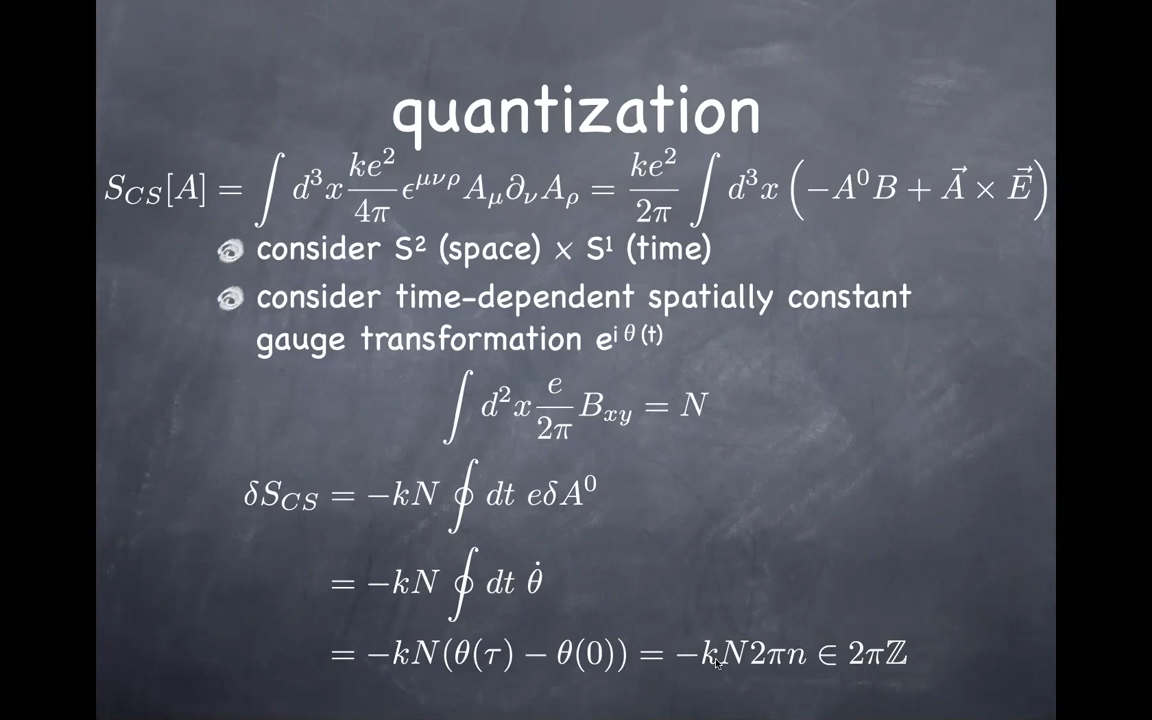 quantization
$S_{CS}[A] = \int d^3x \frac{ke^2}{4\pi} \epsilon^{\mu\nu\rho} A_\mu \partial_\nu A_\rho = \frac{ke^2}{2\pi} \int d^3x \left( -A^0 B + \vec{A} \times \vec{E} \right)$
consider S² (space) × S¹ (time)
consider time-dependent spatially constant
gauge transformation e^{i θ (t)}
$\int d^2x \frac{e}{2\pi} B_{xy} = N$
$\delta S_{CS} = -kN \oint dt \; e\delta A^0$
$= -kN \oint dt \; \dot{\theta}$
$= -kN(\theta(\tau) - \theta(0)) = -kN2\pi n \in 2\pi\mathbb{Z}$